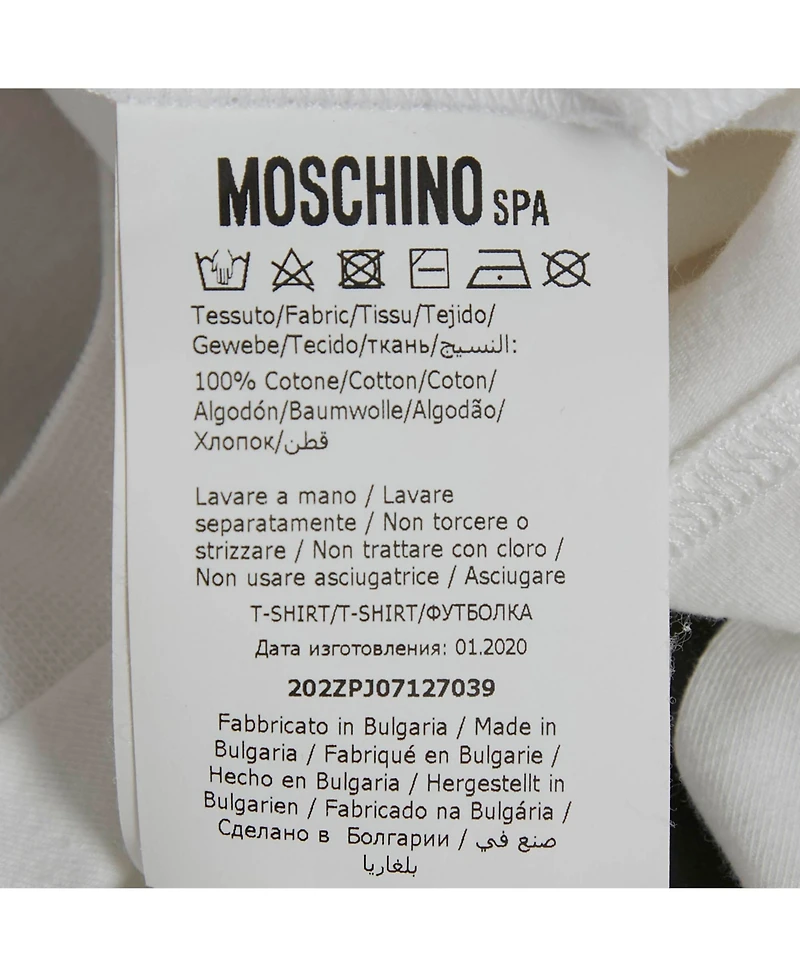 MOSCHINO SPA
Tessuto/Fabric/Tissu/Tejido/
Gewebe/Tecido/ткань/النسيج:
100% Cotone/Cotton/Coton/
Algodón/Baumwolle/Algodão/
Хлопок/قطن
Lavare a mano / Lavare
separatamente / Non torcere o
strizzare / Non trattare con cloro /
Non usare asciugatrice / Asciugare
T-SHIRT/T-SHIRT/ФУТБОЛКА
Дата изготовления: 01.2020
202ZPJ07127039
Fabbricato in Bulgaria / Made in
Bulgaria / Fabriqué en Bulgarie /
Hecho en Bulgaria / Hergestellt in
Bulgarien / Fabricado na Bulgária /
Сделано в Болгарии / صنع في
بلغاريا